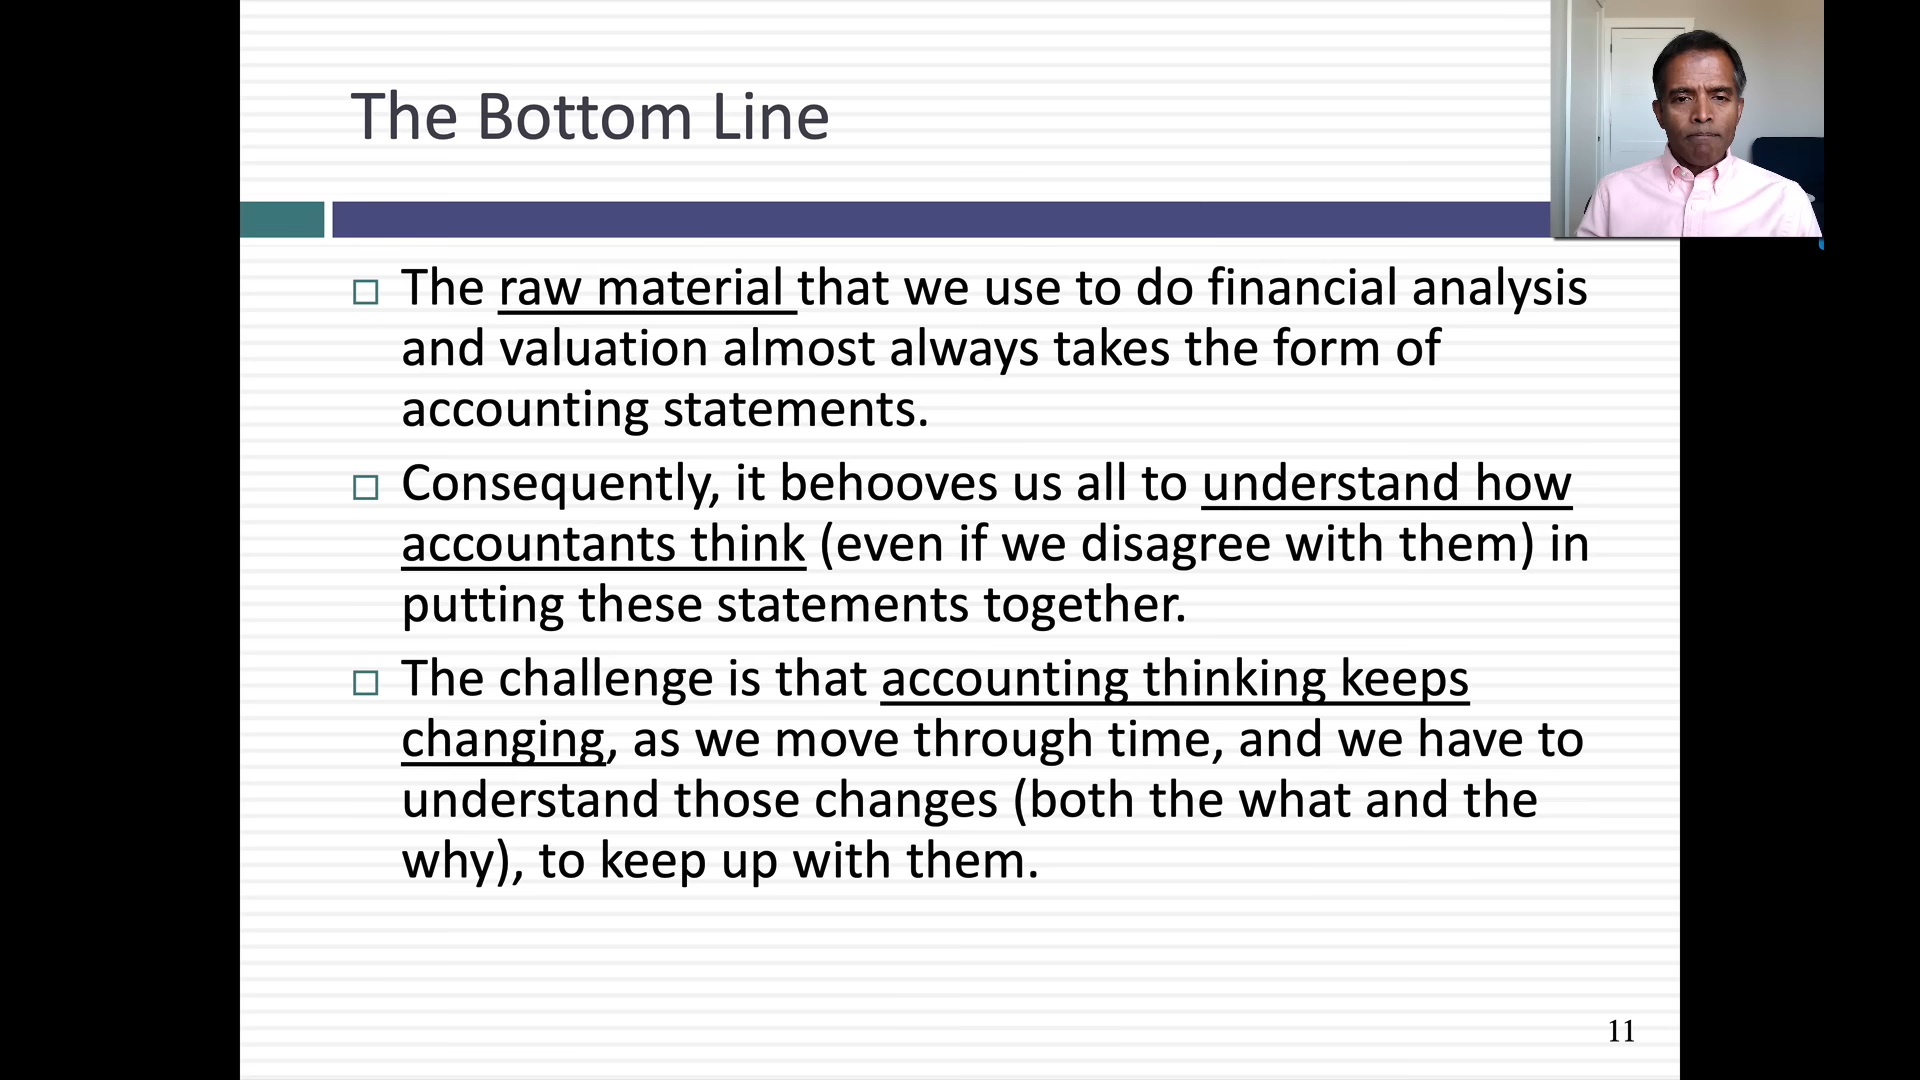 The Bottom Line
The raw material that we use to do financial analysis
and valuation almost always takes the form of
accounting statements.
Consequently, it behooves us all to understand how
accountants think (even if we disagree with them) in
putting these statements together.
The challenge is that accounting thinking keeps
changing, as we move through time, and we have to
understand those changes (both the what and the
why), to keep up with them.
11